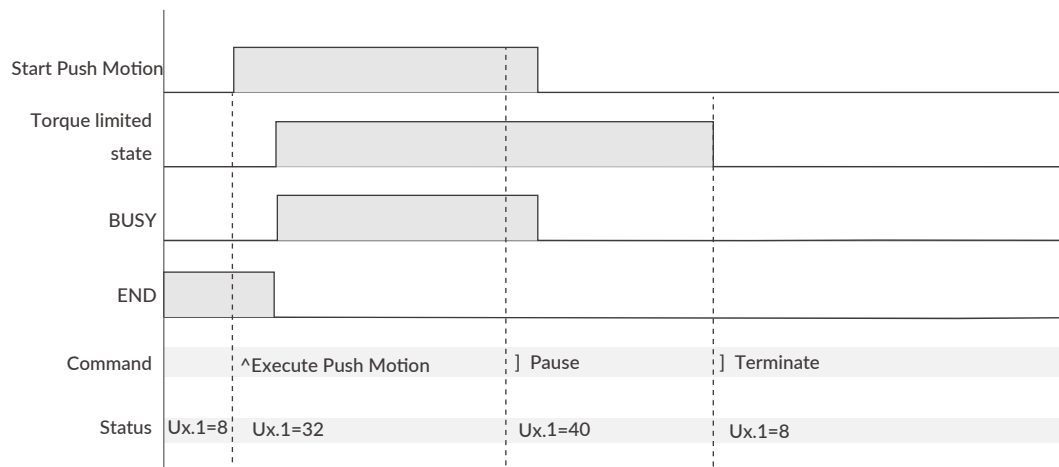 Start Push Motion
Torque limited
state
BUSY
END
Command ^Execute Push Motion ] Pause ] Terminate
Status Ux.1=8 Ux.1=32 Ux.1=40 Ux.1=8